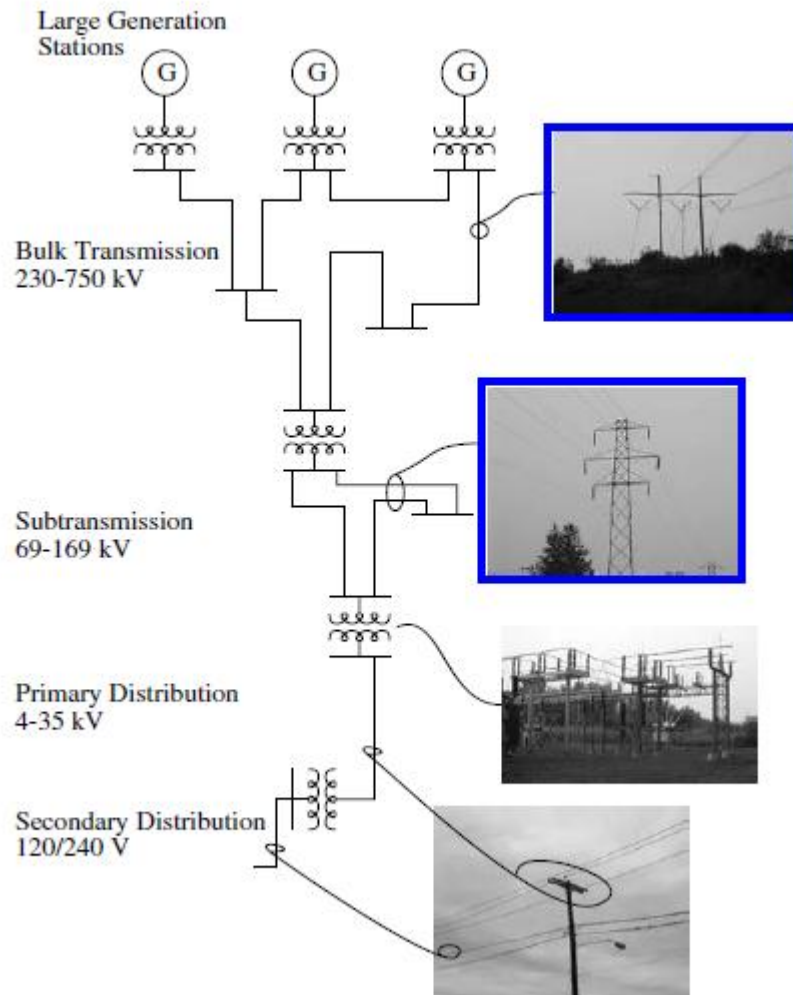 Large Generation
Stations
G
G
G
Bulk Transmission
230-750 kV
Subtransmission
69-169 kV
Primary Distribution
4-35 kV
Secondary Distribution
120/240 V